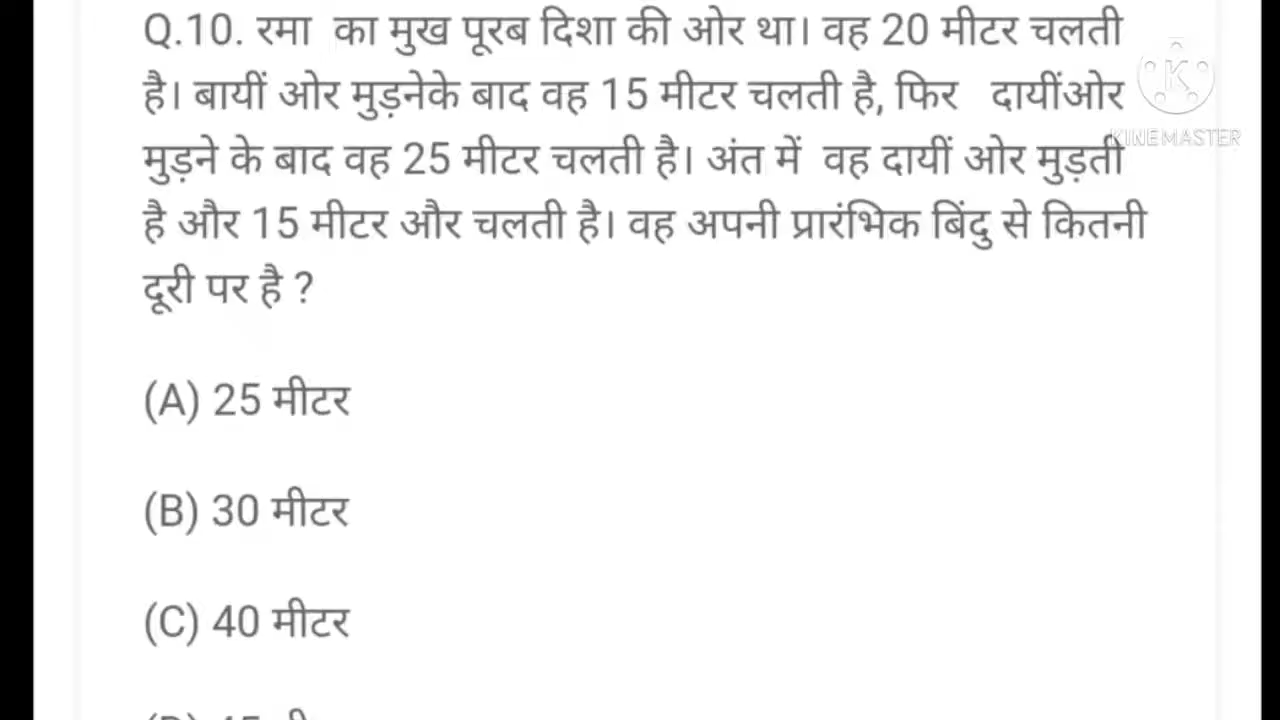 Q.10. रमा का मुख पूरब दिशा की ओर था। वह 20 मीटर चलती
है। बायीं ओर मुड़नेके बाद वह 15 मीटर चलती है, फिर दायींओर
मुड़ने के बाद वह 25 मीटर चलती है। अंत में वह दायीं ओर मुड़ती
है और 15 मीटर और चलती है। वह अपनी प्रारंभिक बिंदु से कितनी
दूरी पर है ?
(A) 25 मीटर
(B) 30 मीटर
(C) 40 मीटर
K
KINEMASTER